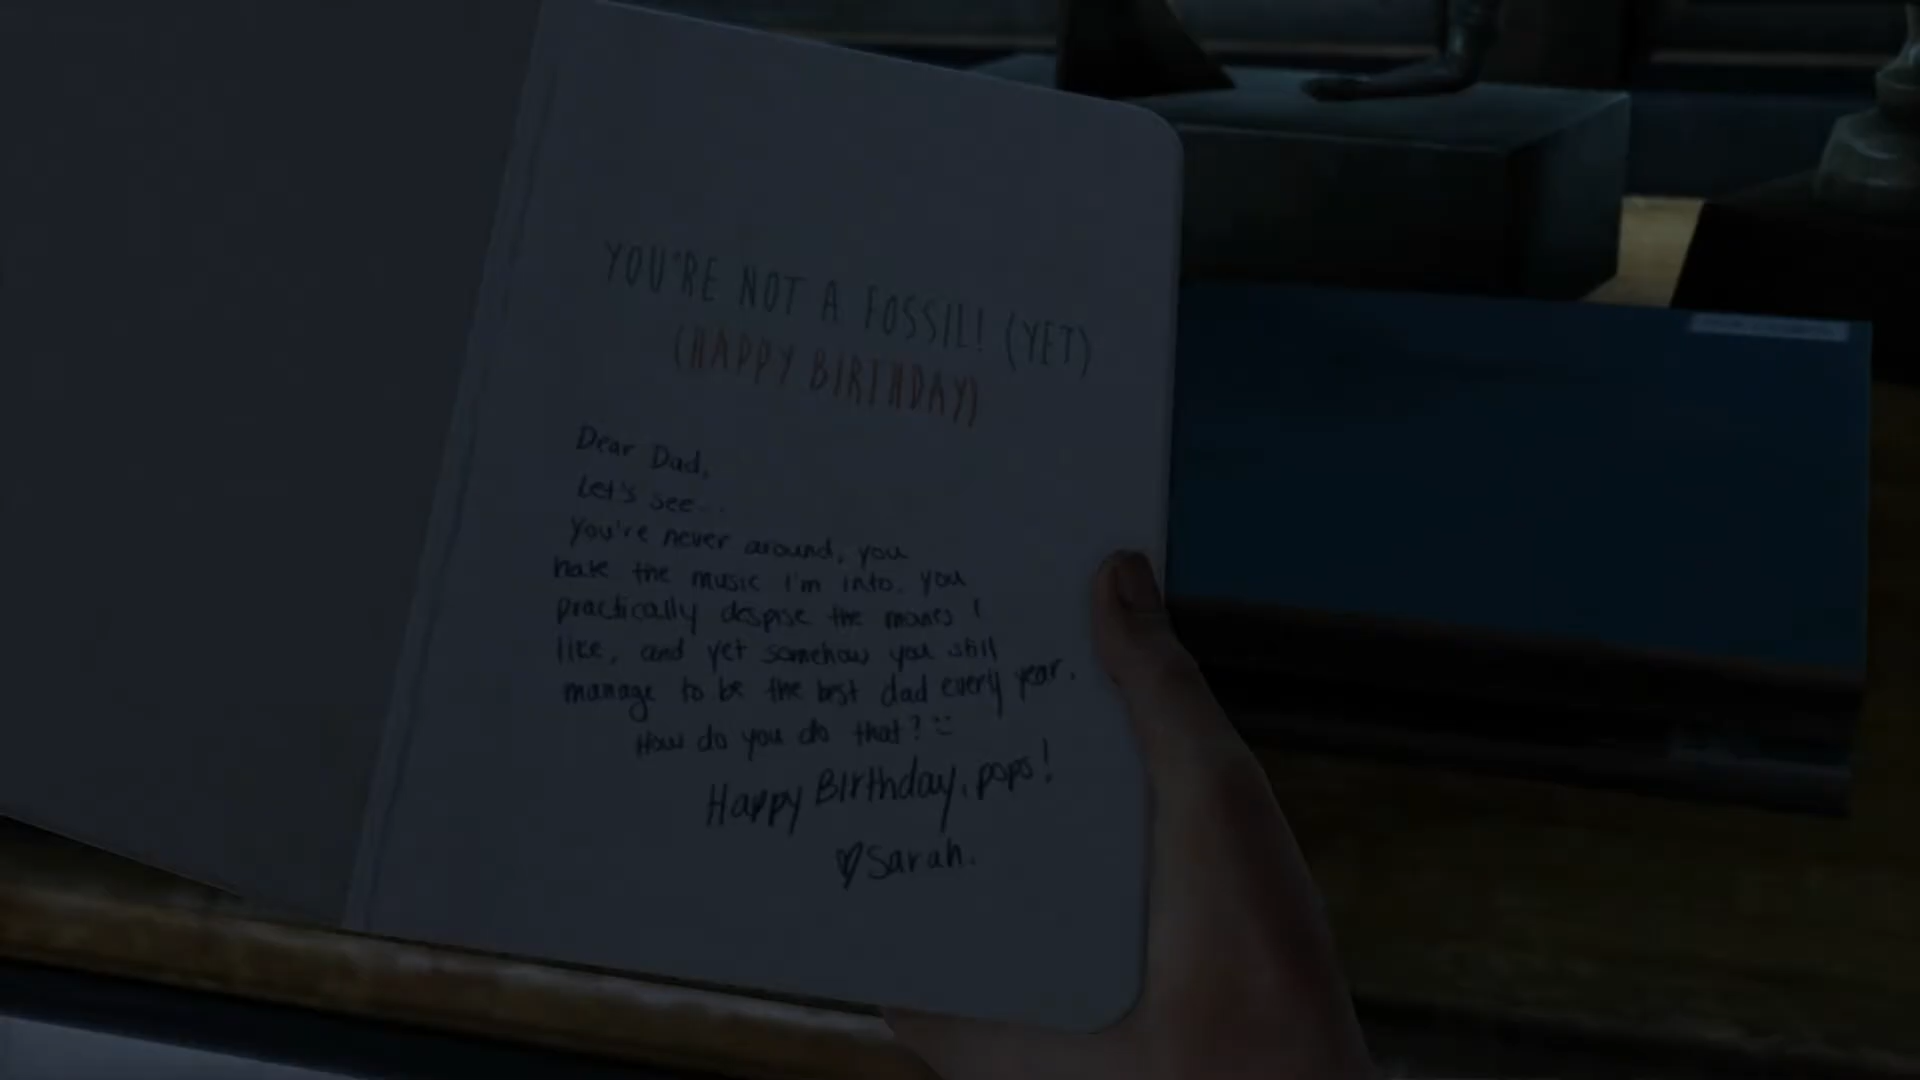 YOU'RE NOT A FOSSIL! (YET)
(HAPPY BIRTHDAY)
Dear Dad,
Let's see...
You're never around, you
hate the music I'm into, you
practically despise the movies I
like, and yet somehow you still
manage to be the best dad every year.
How do you do that? :)
Happy Birthday, pops!
♡ Sarah.